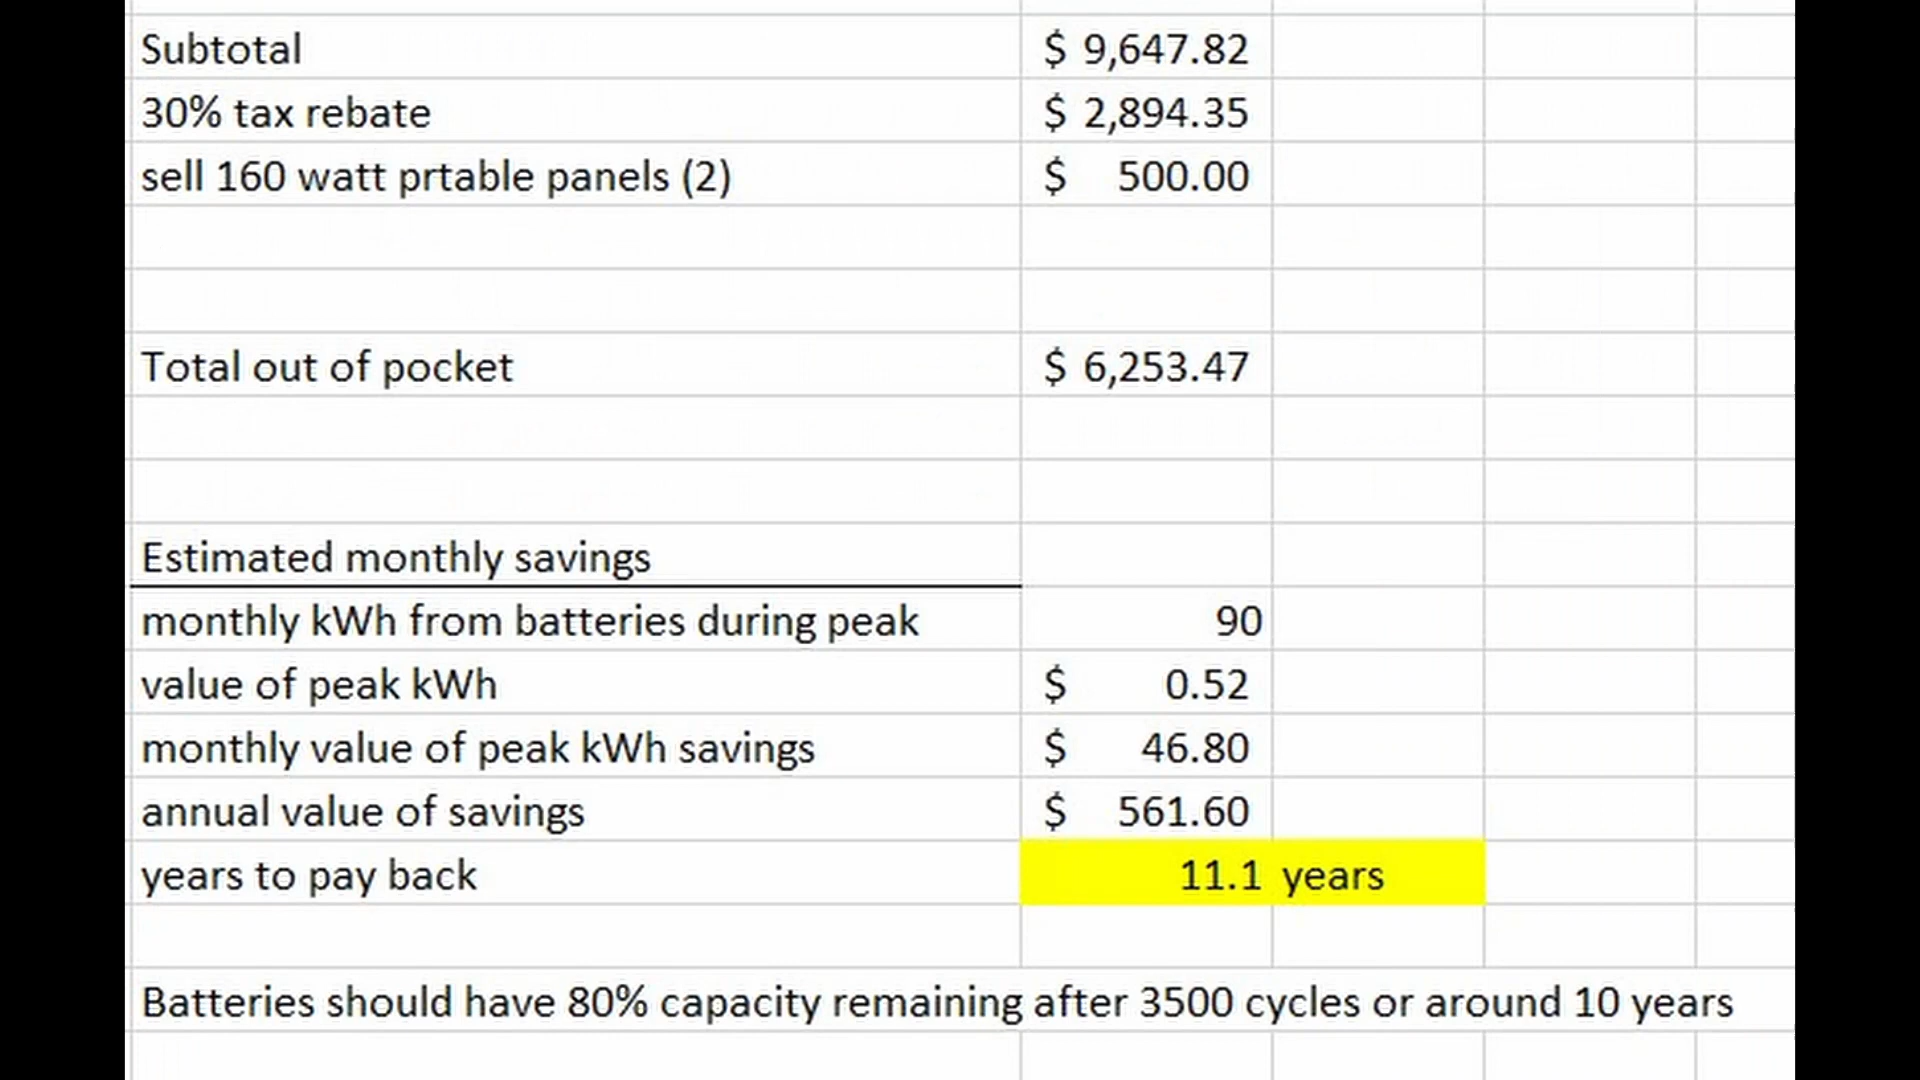 Subtotal $ 9,647.82
30% tax rebate $ 2,894.35
sell 160 watt prtable panels (2) $ 500.00
Total out of pocket $ 6,253.47
Estimated monthly savings
monthly kWh from batteries during peak 90
value of peak kWh $ 0.52
monthly value of peak kWh savings $ 46.80
annual value of savings $ 561.60
years to pay back 11.1 years
Batteries should have 80% capacity remaining after 3500 cycles or around 10 years